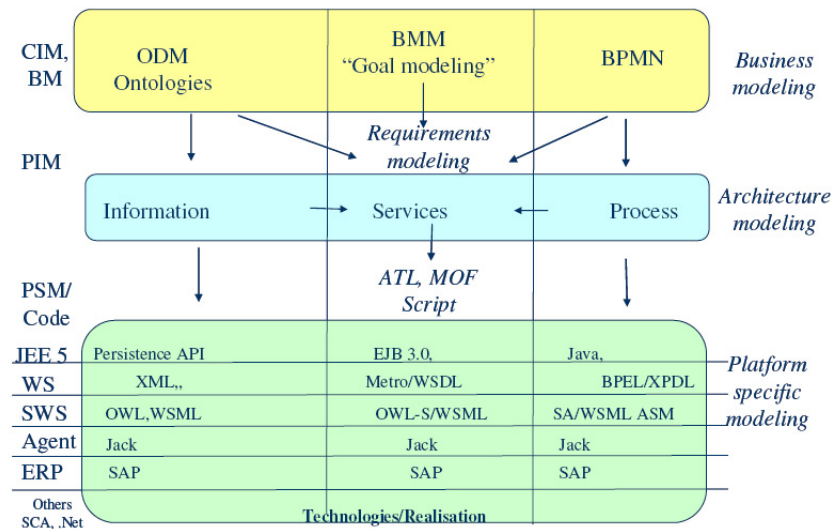 CIM, BM
ODM Ontologies
BMM "Goal modeling"
BPMN
Business modeling
Requirements modeling
PIM
Information
Services
Process
Architecture modeling
ATL, MOF Script
PSM/ Code
JEE 5
Persistence API
EJB 3.0,
Java,
WS
XML,,
Metro/WSDL
BPEL/XPDL
Platform specific modeling
SWS
OWL,WSML
OWL-S/WSML
SA/WSML ASM
Agent
Jack
Jack
Jack
ERP
SAP
SAP
SAP
Others
SCA, ,Net
Technologies/Realisation